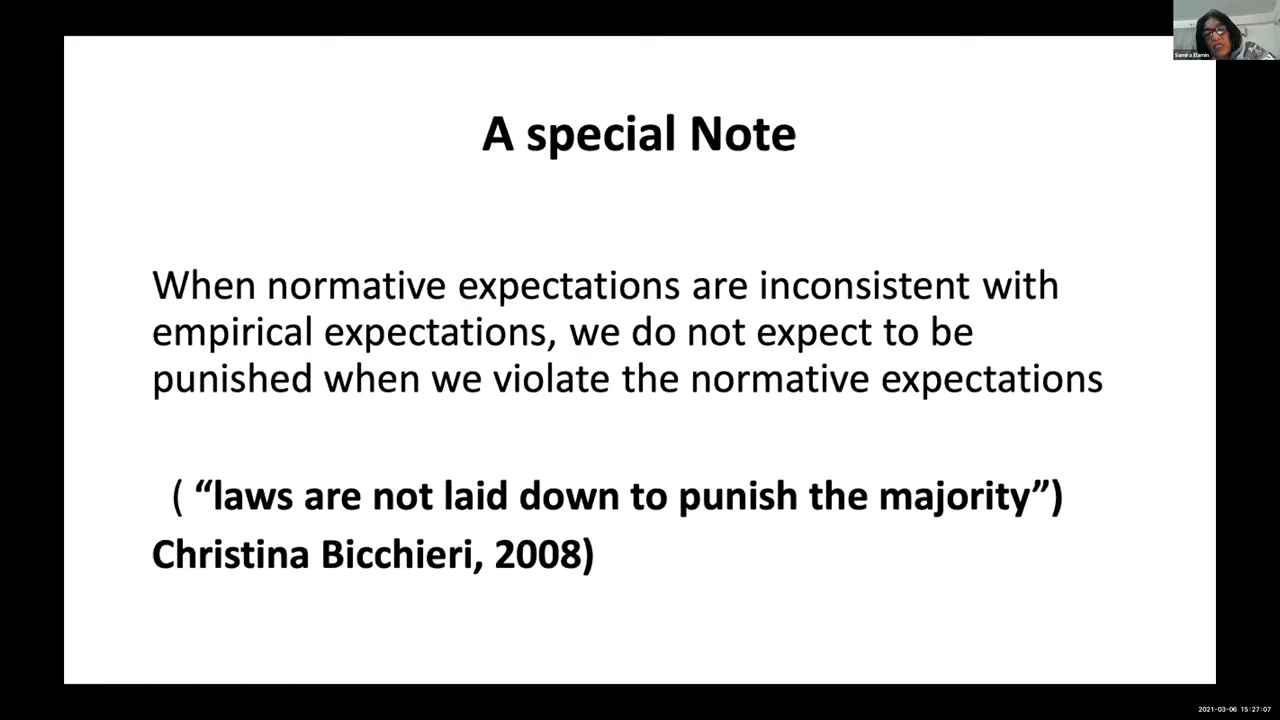 A special Note
When normative expectations are inconsistent with
empirical expectations, we do not expect to be
punished when we violate the normative expectations
( “laws are not laid down to punish the majority”)
Christina Bicchieri, 2008)
Samira Elamin
2021-03-06 15:27:07